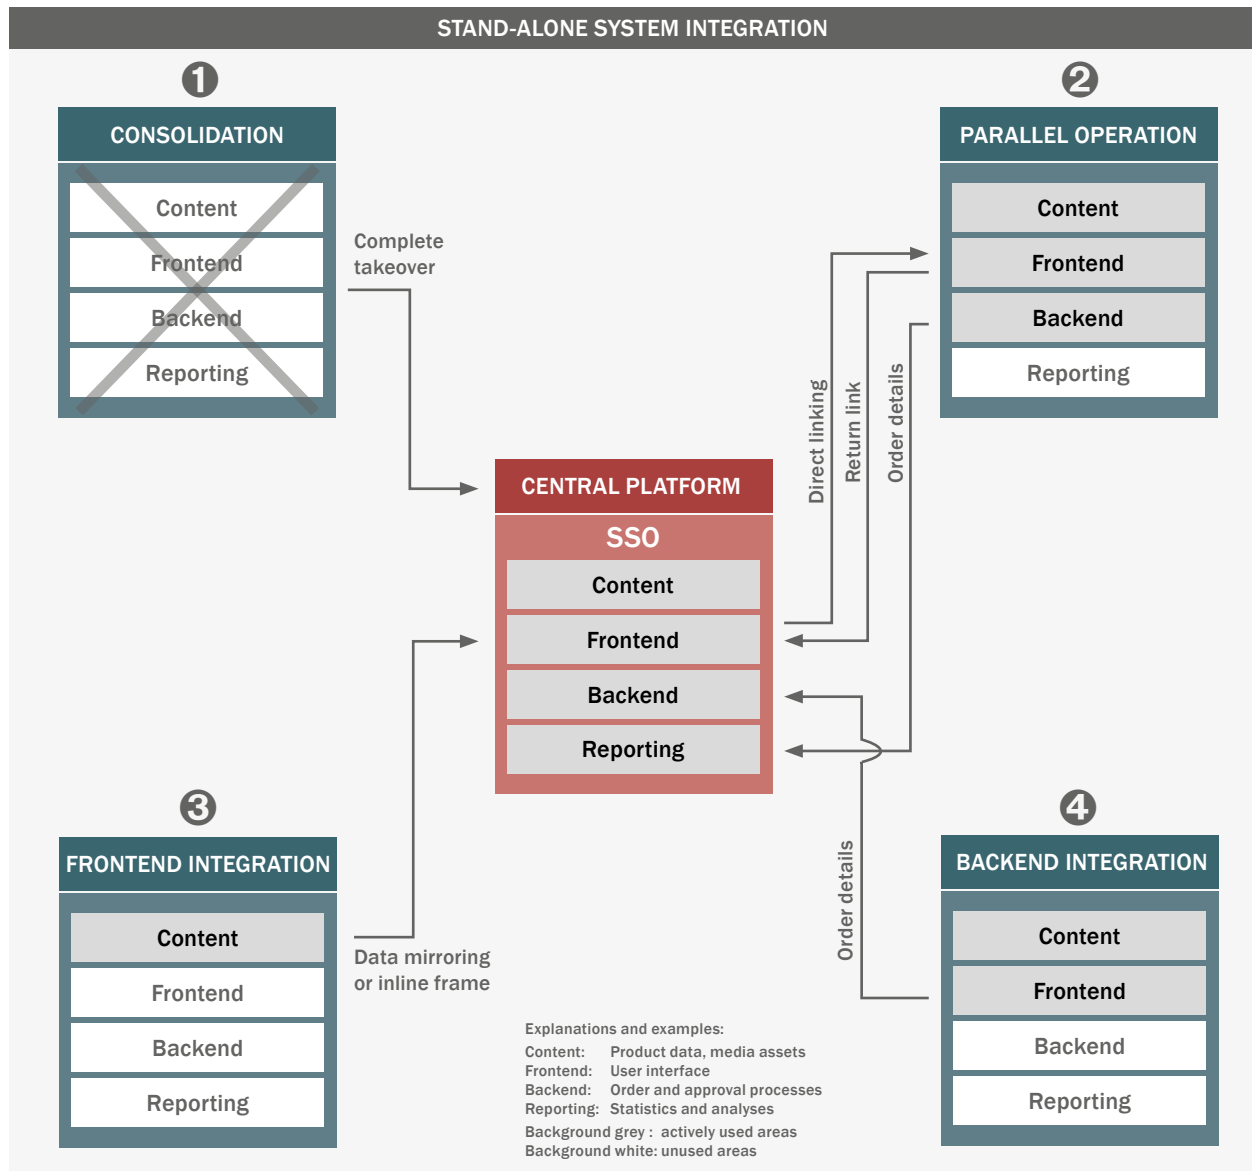 STAND-ALONE SYSTEM INTEGRATION
1
CONSOLIDATION
Content
Frontend
Backend
Reporting
Complete
takeover
2
PARALLEL OPERATION
Content
Frontend
Backend
Reporting
Direct linking
Return link
Order details
CENTRAL PLATFORM
SSO
Content
Frontend
Backend
Reporting
3
FRONTEND INTEGRATION
Content
Frontend
Backend
Reporting
Data mirroring
or inline frame
4
BACKEND INTEGRATION
Content
Frontend
Backend
Reporting
Order details
Explanations and examples:
Content: Product data, media assets
Frontend: User interface
Backend: Order and approval processes
Reporting: Statistics and analyses
Background grey : actively used areas
Background white: unused areas